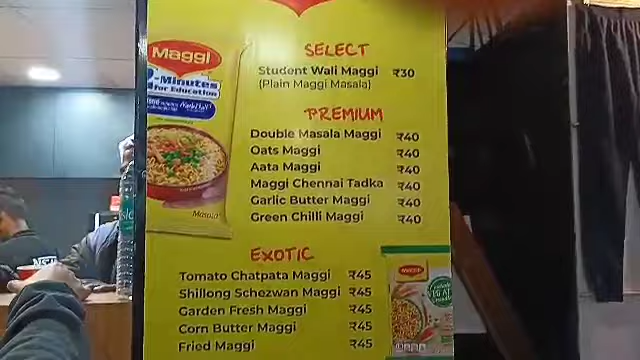 Maggi
2-Minutes
for Education
Masala
SELECT
Student Wali Maggi ₹30
(Plain Maggi Masala)
PREMIUM
Double Masala Maggi ₹40
Oats Maggi ₹40
Aata Maggi ₹40
Maggi Chennai Tadka ₹40
Garlic Butter Maggi ₹40
Green Chilli Maggi ₹40
EXOTIC
Tomato Chatpata Maggi ₹45
Shillong Schezwan Maggi ₹45
Garden Fresh Maggi ₹45
Corn Butter Maggi ₹45
Fried Maggi ₹45
Maggi